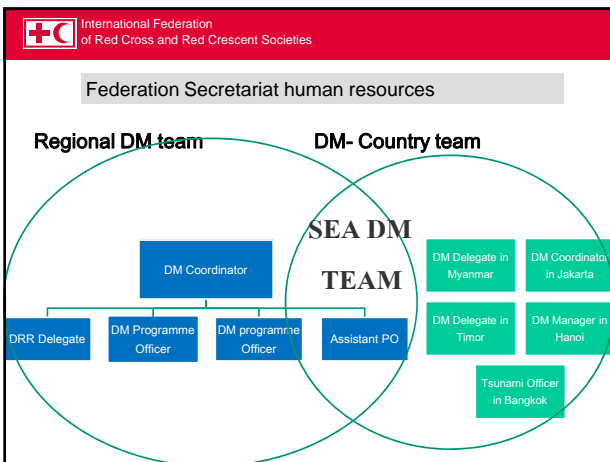 International Federation
of Red Cross and Red Crescent Societies
Federation Secretariat human resources
Regional DM team
DM- Country team
SEA DM
TEAM
DM Coordinator
DRR Delegate
DM Programme
Officer
DM programme
Officer
Assistant PO
DM Delegate in
Myanmar
DM Coordinator
in Jakarta
DM Delegate in
Timor
DM Manager in
Hanoi
Tsunami Officer
in Bangkok